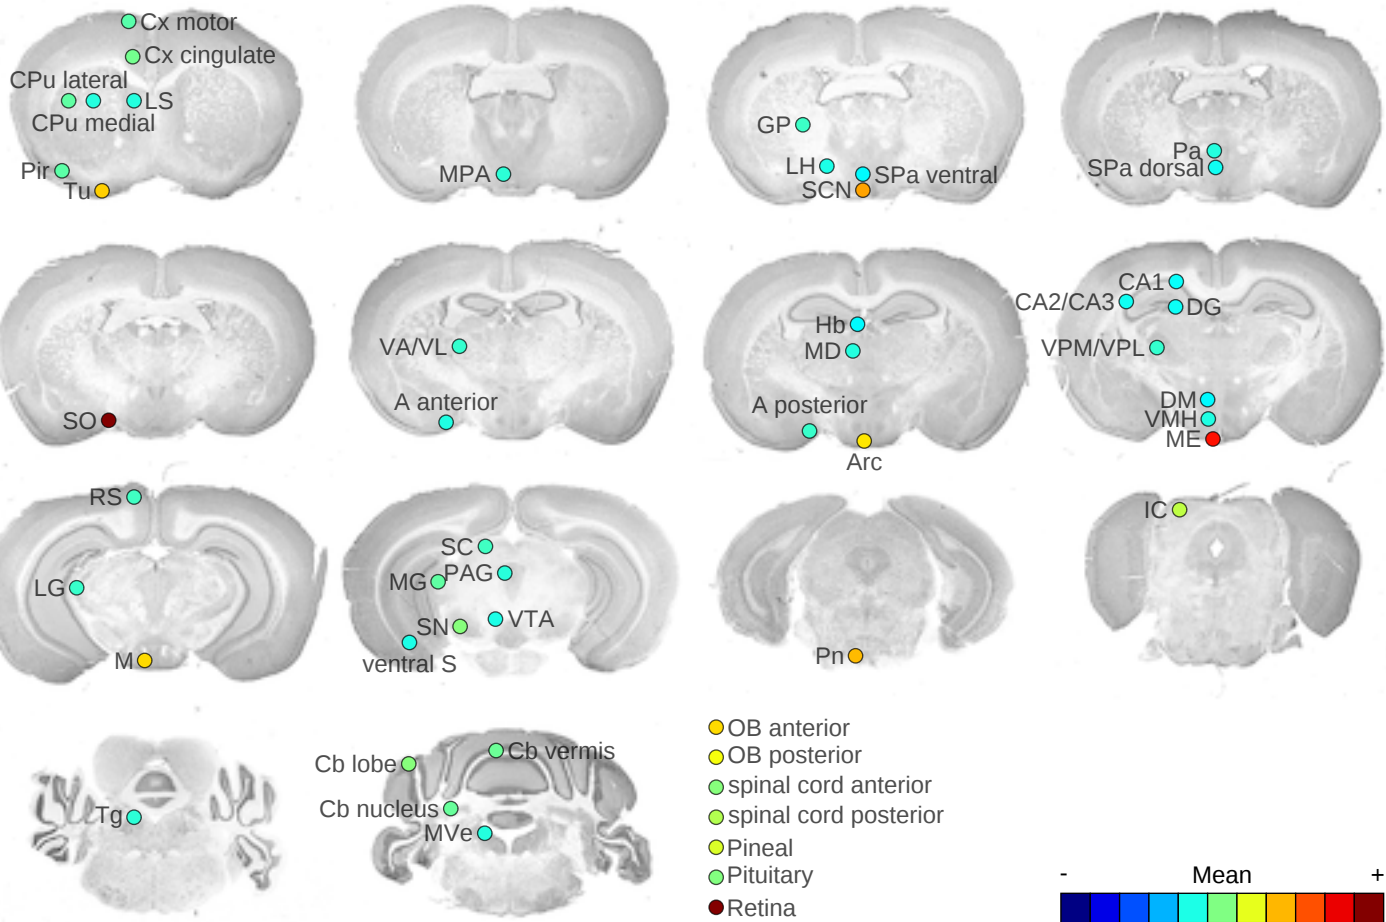 Cx motor
Cx cingulate
CPu lateral
LS
CPu medial
Pir
Tu
MPA
GP
LH
SPa ventral
SCN
Pa
SPa dorsal
SO
VA/VL
A anterior
Hb
MD
A posterior
Arc
CA1
CA2/CA3
DG
VPM/VPL
DM
VMH
ME
RS
LG
M
SC
MG
PAG
SN
VTA
ventral S
Pn
IC
Tg
Cb lobe
Cb vermis
Cb nucleus
MVe
OB anterior
OB posterior
spinal cord anterior
spinal cord posterior
Pineal
Pituitary
Retina
- Mean +